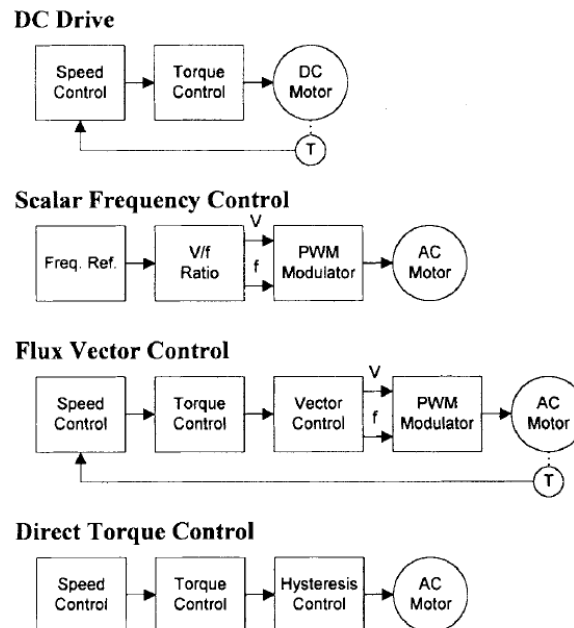 DC Drive
Speed
Control
Torque
Control
DC
Motor
T
Scalar Frequency Control
Freq. Ref.
V/f
Ratio
V
f
PWM
Modulator
AC
Motor
Flux Vector Control
Speed
Control
Torque
Control
Vector
Control
V
f
PWM
Modulator
AC
Motor
T
Direct Torque Control
Speed
Control
Torque
Control
Hysteresis
Control
AC
Motor